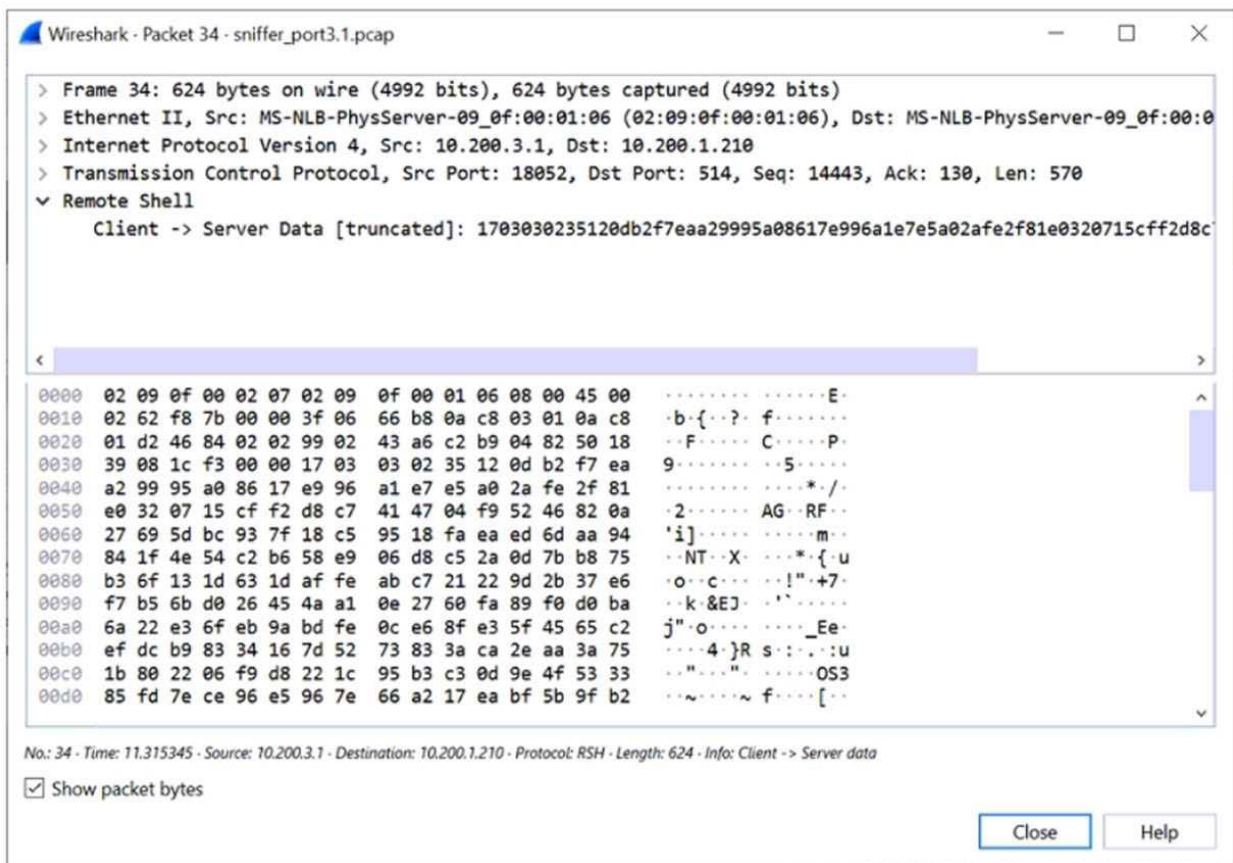 Wireshark · Packet 34 · sniffer_port3.1.pcap
> Frame 34: 624 bytes on wire (4992 bits), 624 bytes captured (4992 bits)
> Ethernet II, Src: MS-NLB-PhysServer-09_0f:00:01:06 (02:09:0f:00:01:06), Dst: MS-NLB-PhysServer-09_0f:00:0
> Internet Protocol Version 4, Src: 10.200.3.1, Dst: 10.200.1.210
> Transmission Control Protocol, Src Port: 18052, Dst Port: 514, Seq: 14443, Ack: 130, Len: 570
Remote Shell
Client -> Server Data [truncated]: 1703030235120db2f7eaa29995a08617e996a1e7e5a02afe2f81e0320715cff2d8c
0000 02 09 0f 00 02 07 02 09 0f 00 01 06 08 00 45 00 ········ ······E·
0010 02 62 f8 7b 00 00 3f 06 66 b8 0a c8 03 01 0a c8 ·b·{··?· f·······
0020 01 d2 46 84 02 02 99 02 43 a6 c2 b9 04 82 50 18 ··F····· C·····P·
0030 39 08 1c f3 00 00 17 03 03 02 35 12 0d b2 f7 ea 9······· ··5·····
0040 a2 99 95 a0 86 17 e9 96 a1 e7 e5 a0 2a fe 2f 81 ········ ····*·/·
0050 e0 32 07 15 cf f2 d8 c7 41 47 04 f9 52 46 82 0a ·2······ AG··RF··
0060 27 69 5d bc 93 7f 18 c5 95 18 fa ea ed 6d aa 94 'i]····· ·····m··
0070 84 1f 4e 54 c2 b6 58 e9 06 d8 c5 2a 0d 7b b8 75 ··NT··X· ···*·{·u
0080 b3 6f 13 1d 63 1d af fe ab c7 21 22 9d 2b 37 e6 ·o··c··· ··!"·+7·
0090 f7 b5 6b d0 26 45 4a a1 0e 27 60 fa 89 f0 d0 ba ··k·&EJ· ·'`·····
00a0 6a 22 e3 6f eb 9a bd fe 0c e6 8f e3 5f 45 65 c2 j"·o···· ····_Ee·
00b0 ef dc b9 83 34 16 7d 52 73 83 3a ca 2e aa 3a 75 ····4·}R s·:·.·:u
00c0 1b 80 22 06 f9 d8 22 1c 95 b3 c3 0d 9e 4f 53 33 ··"···"· ·····OS3
00d0 85 fd 7e ce 96 e5 96 7e 66 a2 17 ea bf 5b 9f b2 ··~····~ f····[··
No.: 34 · Time: 11.315345 · Source: 10.200.3.1 · Destination: 10.200.1.210 · Protocol: RSH · Length: 624 · Info: Client -> Server data
Show packet bytes
Close Help